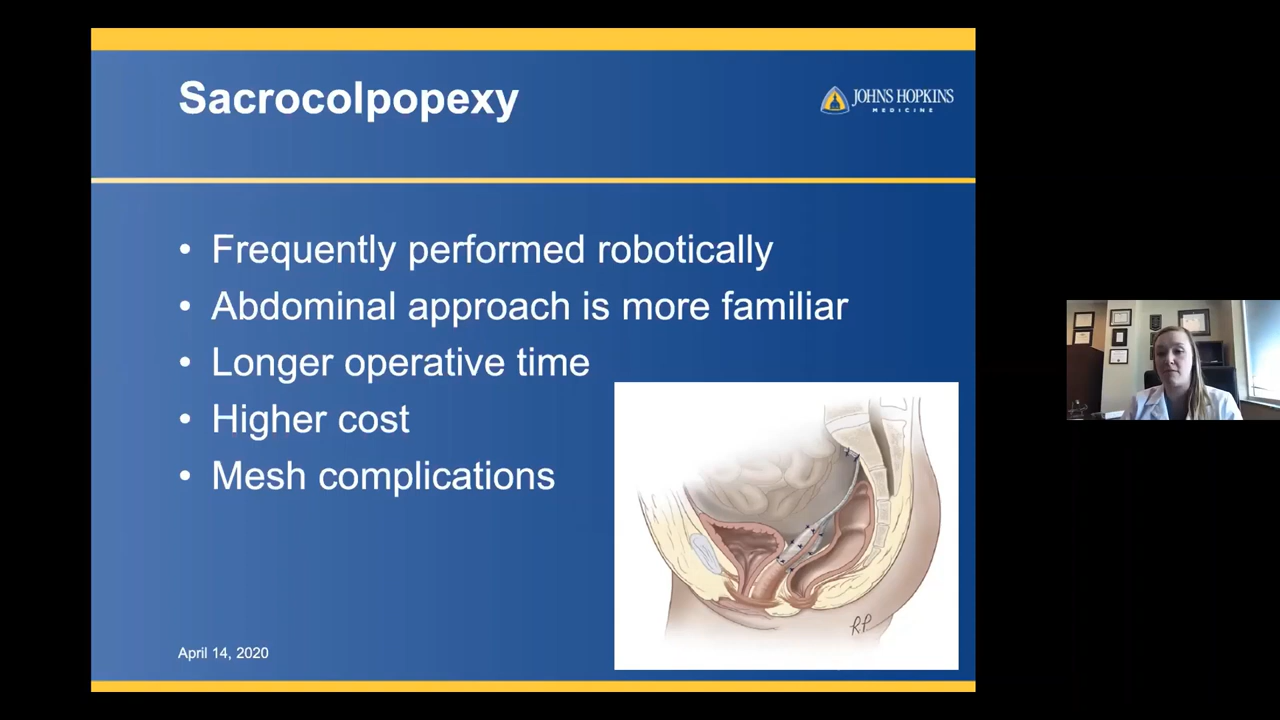 Sacrocolpopexy
JOHNS HOPKINS
MEDICINE
• Frequently performed robotically
• Abdominal approach is more familiar
• Longer operative time
• Higher cost
• Mesh complications
RP
April 14, 2020